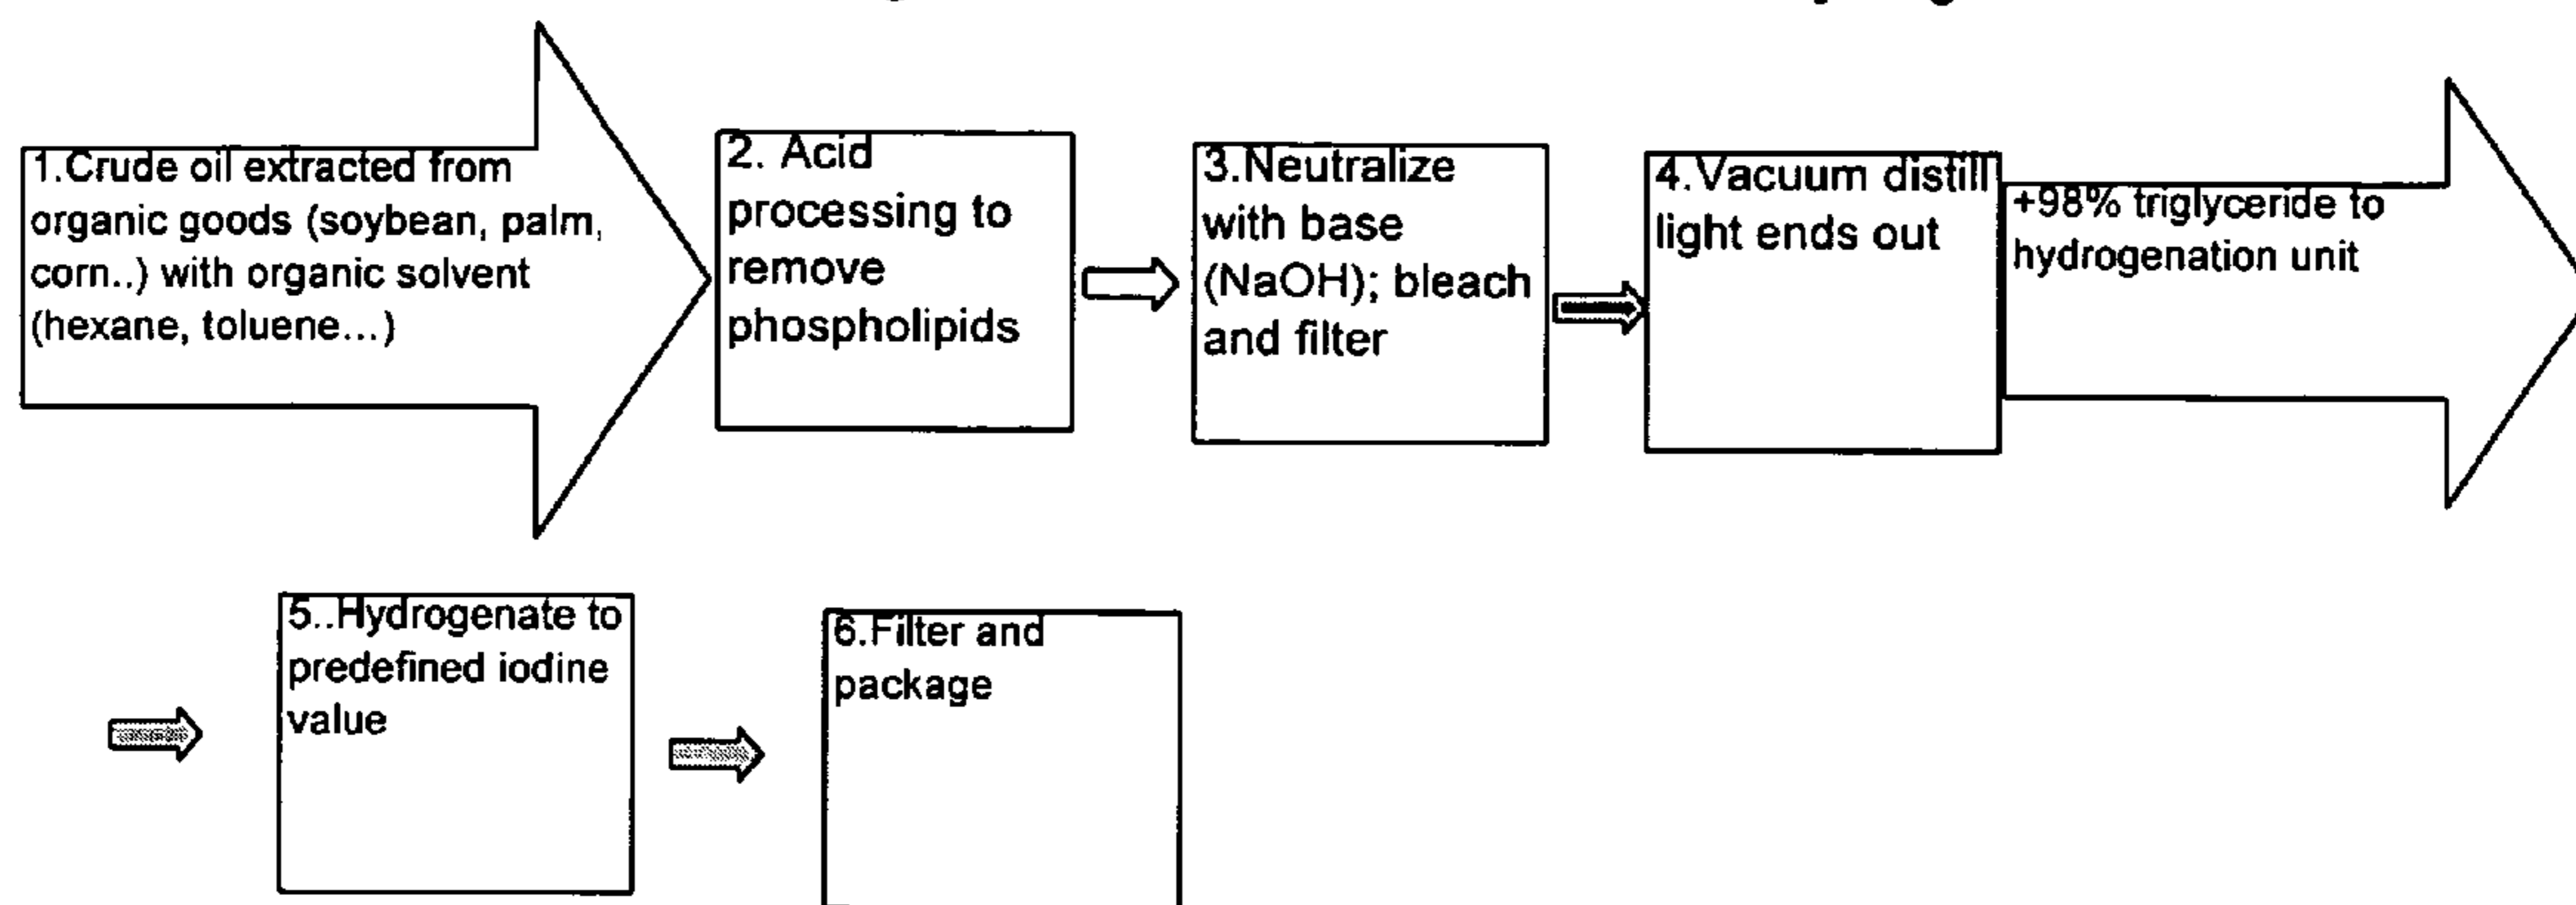 1.Crude oil extracted from
organic goods (soybean, palm,
corn..) with organic solvent
(hexane, toluene...)
2. Acid
processing to
remove
phospholipids
3.Neutralize
with base
(NaOH); bleach
and filter
4.Vacuum distill
light ends out
+98% triglyceride to
hydrogenation unit
5..Hydrogenate to
predefined iodine
value
6.Filter and
package